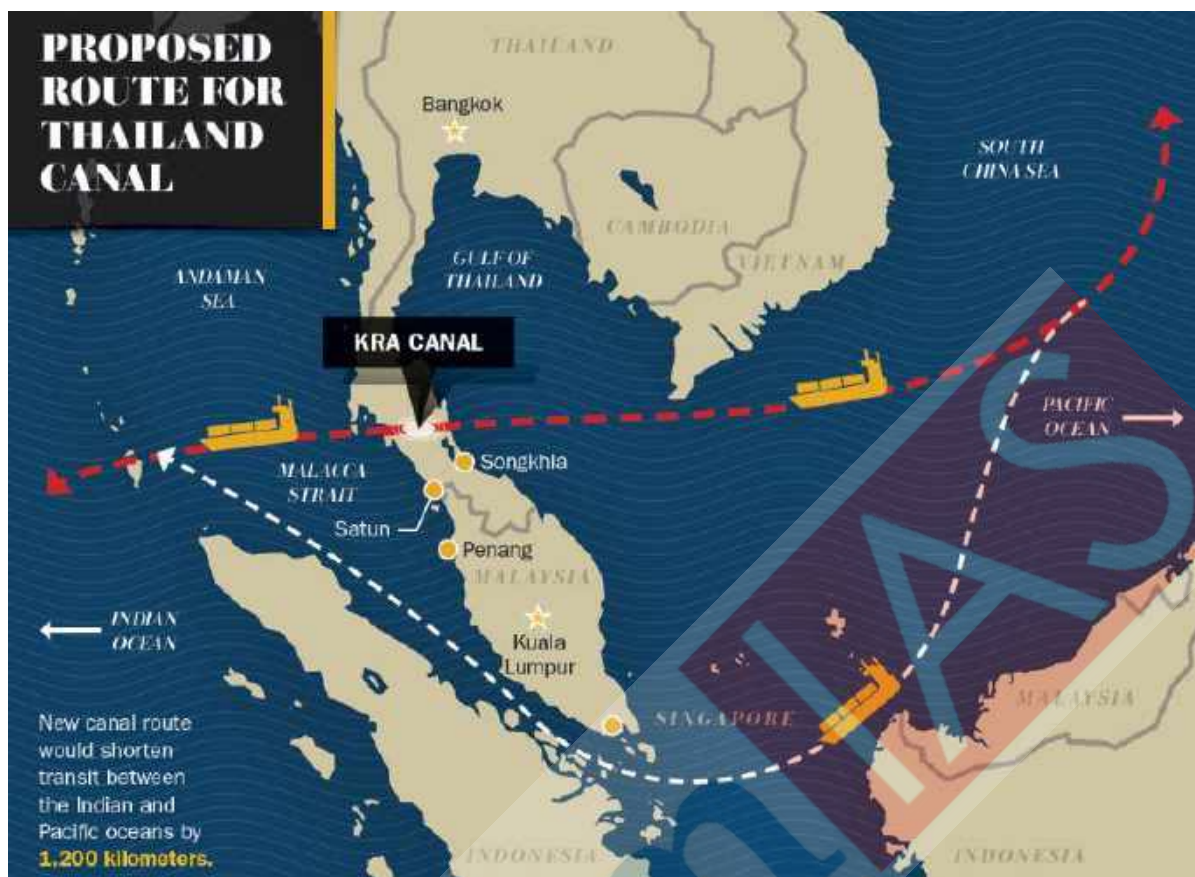 PROPOSED
ROUTE FOR
THAILAND
CANAL
THAILAND
Bangkok
SOUTH
CHINA SEA
CAMBODIA
VIETNAM
GULF OF
THAILAND
ANDAMAN
SEA
KRA CANAL
PACIFIC
OCEAN
MALACCA
STRAIT
Songkhla
Satun
Penang
MALAYSIA
INDIAN
OCEAN
Kuala
Lumpur
SINGAPORE
MALAYSIA
New canal route
would shorten
transit between
the Indian and
Pacific oceans by
1,200 kilometers.
INDONESIA
INDONESIA
IAS